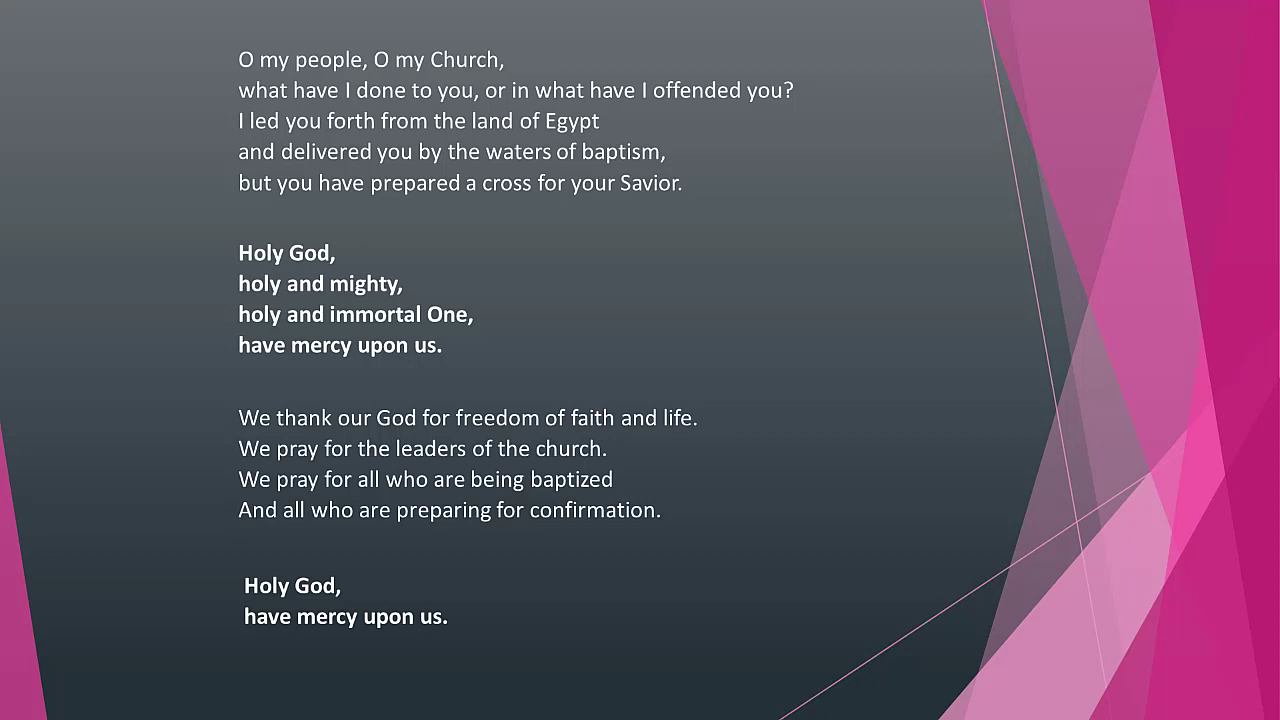 O my people, O my Church,
what have I done to you, or in what have I offended you?
I led you forth from the land of Egypt
and delivered you by the waters of baptism,
but you have prepared a cross for your Savior.
Holy God,
holy and mighty,
holy and immortal One,
have mercy upon us.
We thank our God for freedom of faith and life.
We pray for the leaders of the church.
We pray for all who are being baptized
And all who are preparing for confirmation.
Holy God,
have mercy upon us.